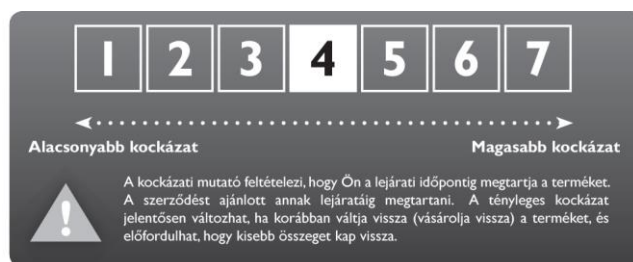 1 2 3 4 5 6 7
Alacsonyabb kockázat Magasabb kockázat
A kockázati mutató feltételezi, hogy Ön a lejárati időpontig megtartja a terméket.
A szerződést ajánlott annak lejáratáig megtartani. A tényleges kockázat
jelentősen változhat, ha korábban váltja vissza (vásárolja vissza) a terméket, és
előfordulhat, hogy kisebb összeget kap vissza.